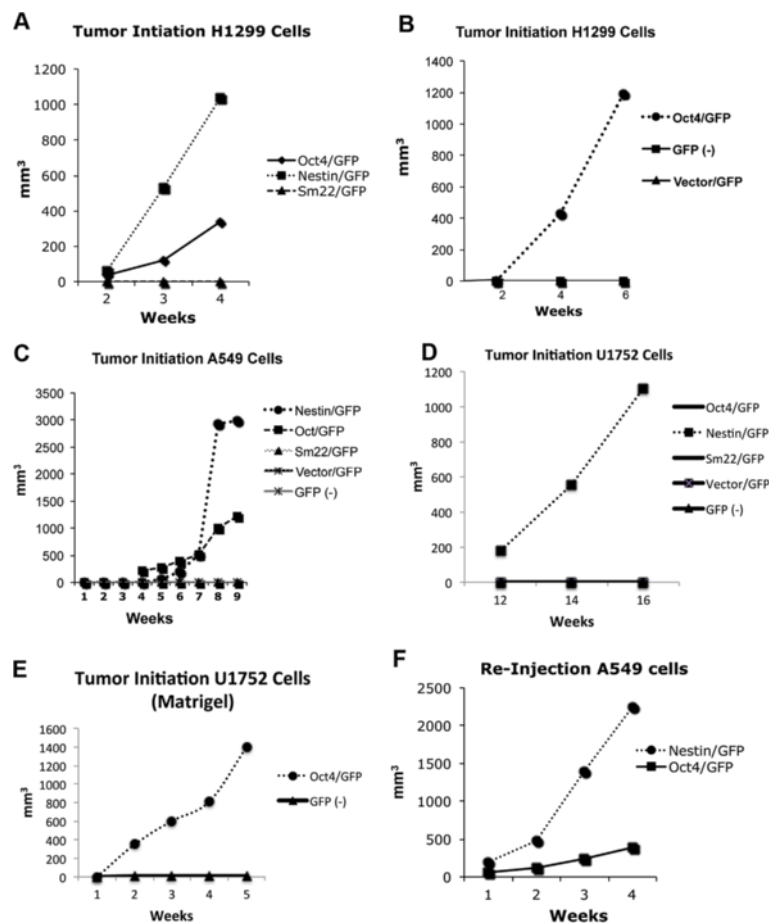 A
Tumor Intiation H1299 Cells
mm³
1200
1000
800
600
400
200
0
2 3 4
Weeks
Oct4/GFP
Nestin/GFP
Sm22/GFP
B
Tumor Initiation H1299 Cells
mm³
1400
1200
1000
800
600
400
200
0
2 4 6
Weeks
Oct4/GFP
GFP (-)
Vector/GFP
C
Tumor Initiation A549 Cells
mm³
3500
3000
2500
2000
1500
1000
500
0
1 2 3 4 5 6 7 8 9
Weeks
Nestin/GFP
Oct/GFP
Sm22/GFP
Vector/GFP
GFP (-)
D
Tumor Initiation U1752 Cells
mm³
1200
1000
800
600
400
200
0
12 14 16
Weeks
Oct4/GFP
Nestin/GFP
Sm22/GFP
Vector/GFP
GFP (-)
E
Tumor Initiation U1752 Cells
(Matrigel)
mm³
1600
1400
1200
1000
800
600
400
200
0
1 2 3 4 5
Weeks
Oct4/GFP
GFP (-)
F
Re-Injection A549 cells
mm³
2500
2000
1500
1000
500
0
1 2 3 4
Weeks
Nestin/GFP
Oct4/GFP